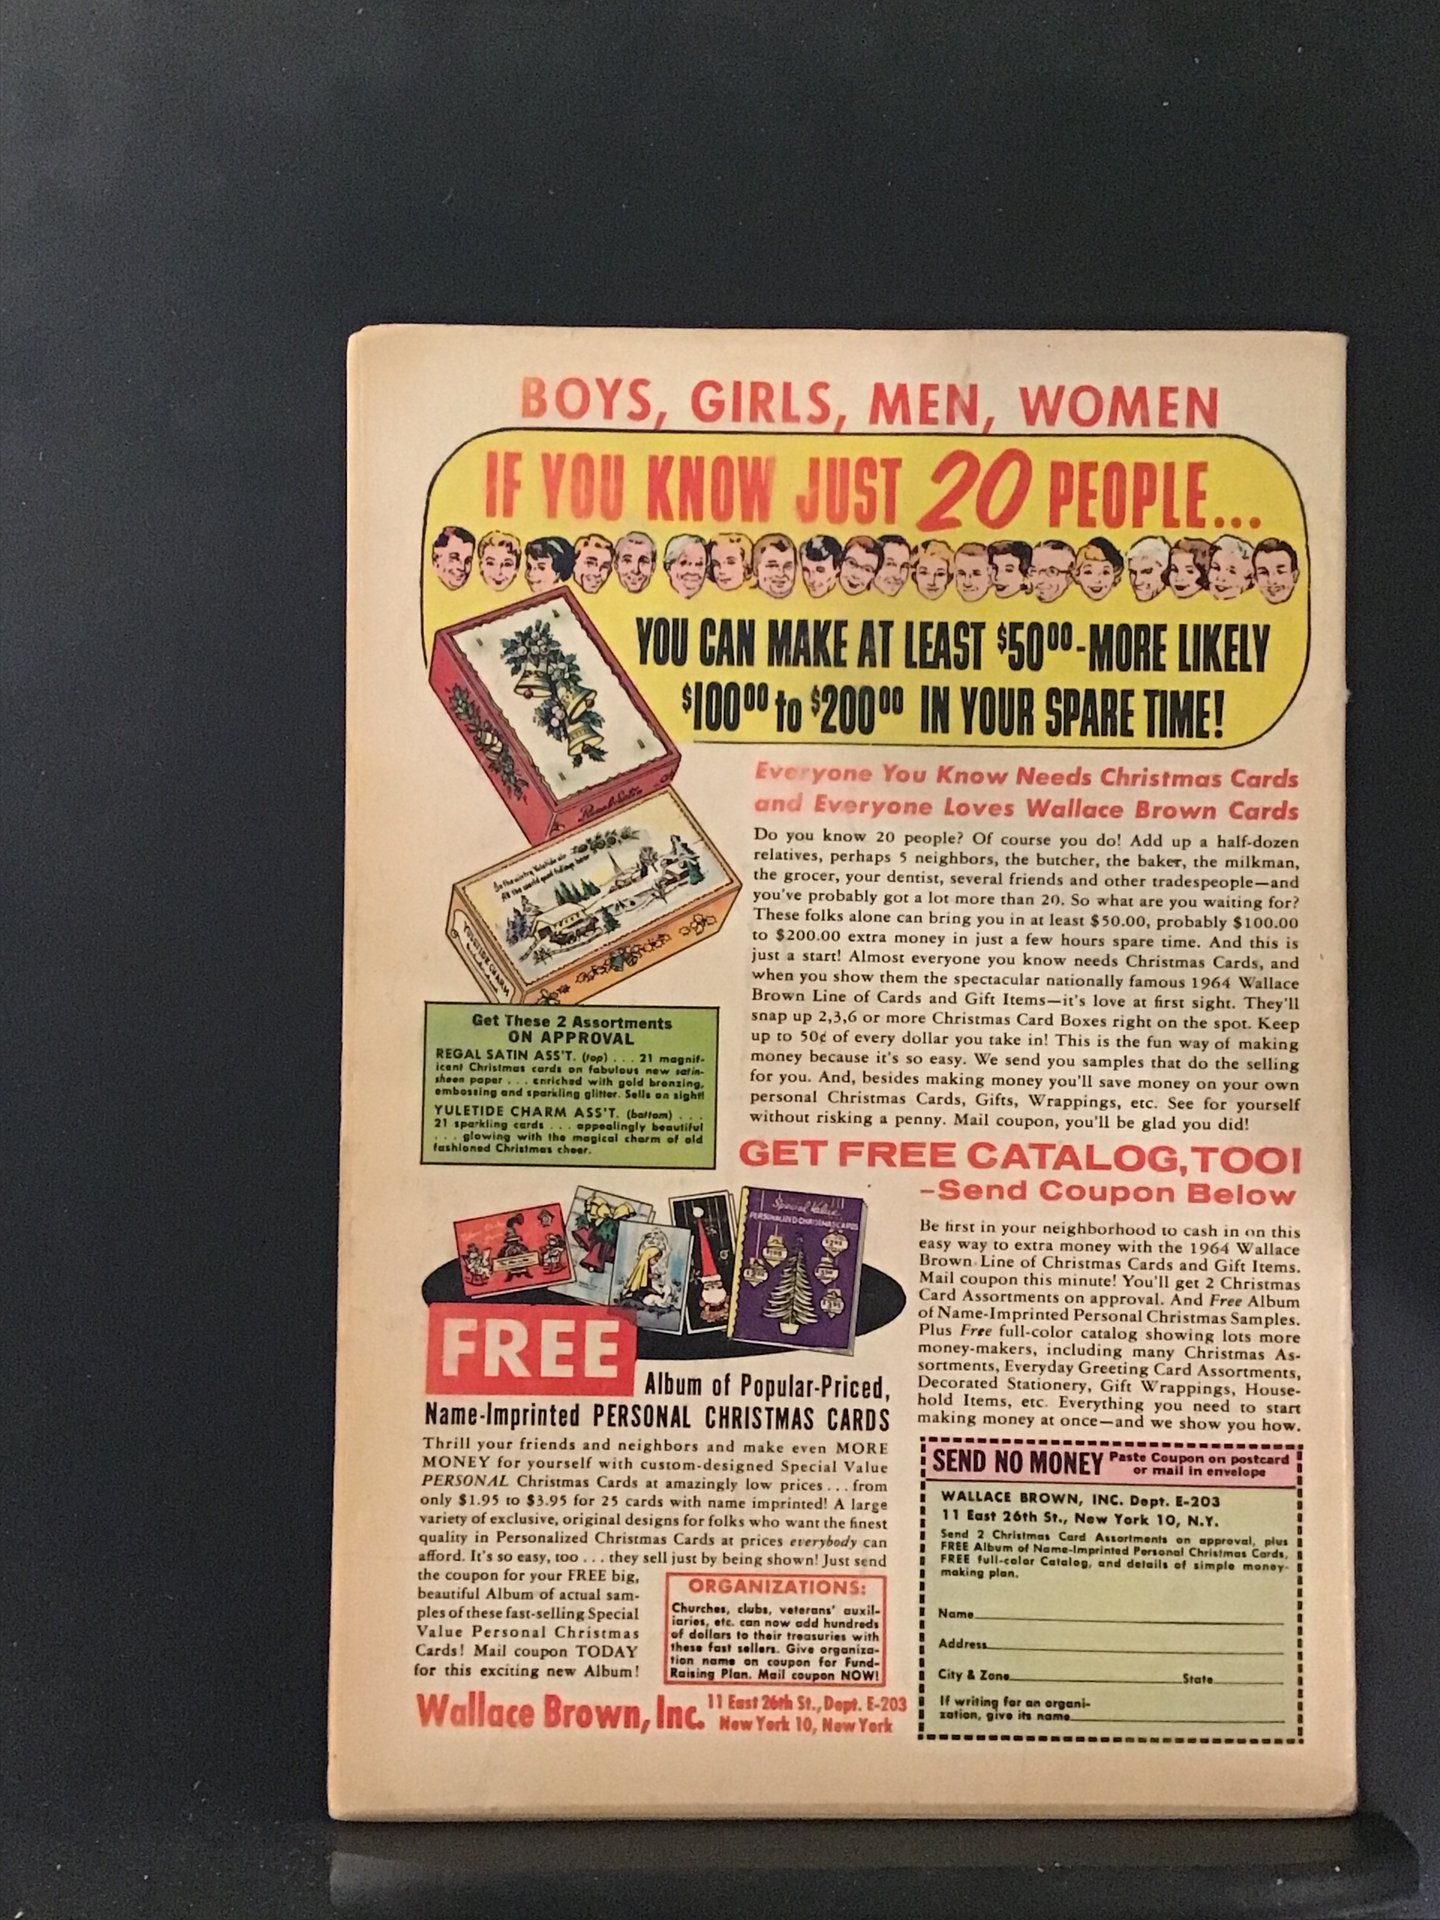 BOYS, GIRLS, MEN, WOMEN
IF YOU KNOW JUST 20 PEOPLE...
YOU CAN MAKE AT LEAST $50⁰⁰-MORE LIKELY
$100⁰⁰ to $200⁰⁰ IN YOUR SPARE TIME!
Regal Satin
YULETIDE CHARM
Everyone You Know Needs Christmas Cards
and Everyone Loves Wallace Brown Cards
Do you know 20 people? Of course you do! Add up a half-dozen
relatives, perhaps 5 neighbors, the butcher, the baker, the milkman,
the grocer, your dentist, several friends and other tradespeople—and
you've probably got a lot more than 20. So what are you waiting for?
These folks alone can bring you in at least $50.00, probably $100.00
to $200.00 extra money in just a few hours spare time. And this is
just a start! Almost everyone you know needs Christmas Cards, and
when you show them the spectacular nationally famous 1964 Wallace
Brown Line of Cards and Gift Items—it's love at first sight. They'll
snap up 2,3,6 or more Christmas Card Boxes right on the spot. Keep
up to 50¢ of every dollar you take in! This is the fun way of making
money because it's so easy. We send you samples that do the selling
for you. And, besides making money you'll save money on your own
personal Christmas Cards, Gifts, Wrappings, etc. See for yourself
without risking a penny. Mail coupon, you'll be glad you did!
Get These 2 Assortments
ON APPROVAL
REGAL SATIN ASS'T. (top) . . . 21 magnif-
icent Christmas cards on fabulous new satin-
sheen paper . . . enriched with gold bronzing,
embossing and sparkling glitter. Sells on sight!
YULETIDE CHARM ASS'T. (bottom) . . .
21 sparkling cards . . . appealingly beautiful
. . . glowing with the magical charm of old
fashioned Christmas cheer.
GET FREE CATALOG, TOO!
-Send Coupon Below
Be first in your neighborhood to cash in on this
easy way to extra money with the 1964 Wallace
Brown Line of Christmas Cards and Gift Items.
Mail coupon this minute! You'll get 2 Christmas
Card Assortments on approval. And Free Album
of Name-Imprinted Personal Christmas Samples.
Plus Free full-color catalog showing lots more
money-makers, including many Christmas As-
sortments, Everyday Greeting Card Assortments,
Decorated Stationery, Gift Wrappings, House-
hold Items, etc. Everything you need to start
making money at once—and we show you how.
Special Value
PERSONALIZED CHRISTMAS CARDS
FREE
Album of Popular-Priced,
Name-Imprinted PERSONAL CHRISTMAS CARDS
Thrill your friends and neighbors and make even MORE
MONEY for yourself with custom-designed Special Value
PERSONAL Christmas Cards at amazingly low prices . . . from
only $1.95 to $3.95 for 25 cards with name imprinted! A large
variety of exclusive, original designs for folks who want the finest
quality in Personalized Christmas Cards at prices everybody can
afford. It's so easy, too . . . they sell just by being shown! Just send
the coupon for your FREE big,
beautiful Album of actual sam-
ples of these fast-selling Special
Value Personal Christmas
Cards! Mail coupon TODAY
for this exciting new Album!
ORGANIZATIONS:
Churches, clubs, veterans' auxil-
iaries, etc. can now add hundreds
of dollars to their treasuries with
these fast sellers. Give organiza-
tion name on coupon for Fund-
Raising Plan. Mail coupon NOW!
Wallace Brown, Inc. 11 East 26th St., Dept. E-203
New York 10, New York
SEND NO MONEY Paste Coupon on postcard
or mail in envelope
WALLACE BROWN, INC. Dept. E-203
11 East 26th St., New York 10, N.Y.
Send 2 Christmas Card Assortments on approval, plus
FREE Album of Name-Imprinted Personal Christmas Cards,
FREE full-color Catalog, and details of simple money-
making plan.
Name
Address
City & Zone State
If writing for an organi-
zation, give its name